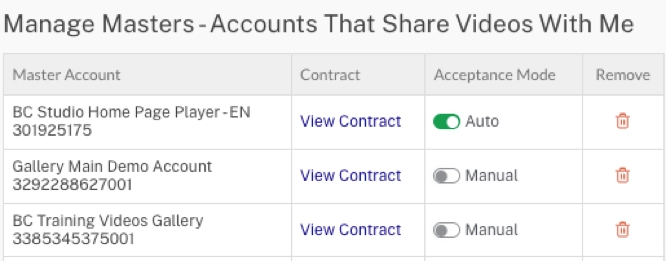 Manage Masters - Accounts That Share Videos With Me
Master Account Contract Acceptance Mode Remove
BC Studio Home Page Player - EN
301925175
View Contract Auto
Gallery Main Demo Account
3292288627001
View Contract Manual
BC Training Videos Gallery
3385345375001
View Contract Manual